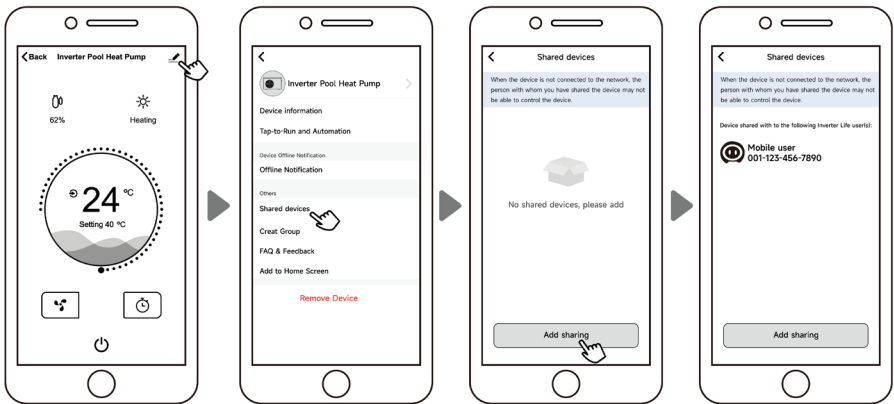 Back Inverter Pool Heat Pump
62%
Heating
24 °C
Setting 40 °C
Inverter Pool Heat Pump
Device information
Tap-to-Run and Automation
Device Offline Notification
Offline Notification
Others
Shared devices
Creat Group
FAQ & Feedback
Add to Home Screen
Remove Device
Shared devices
When the device is not connected to the network, the
person with whom you have shared the device may not
be able to control the device.
No shared devices, please add
Add sharing
Shared devices
When the device is not connected to the network, the
person with whom you have shared the device may not
be able to control the device.
Device shared with to the following Inverter Life user(s):
Mobile user
001-123-456-7890
Add sharing